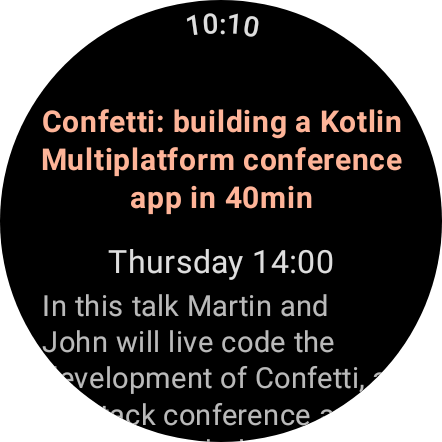 10:10
Confetti: building a Kotlin
Multiplatform conference
app in 40min
Thursday 14:00
In this talk Martin and
John will live code the
development of Confetti,
conference